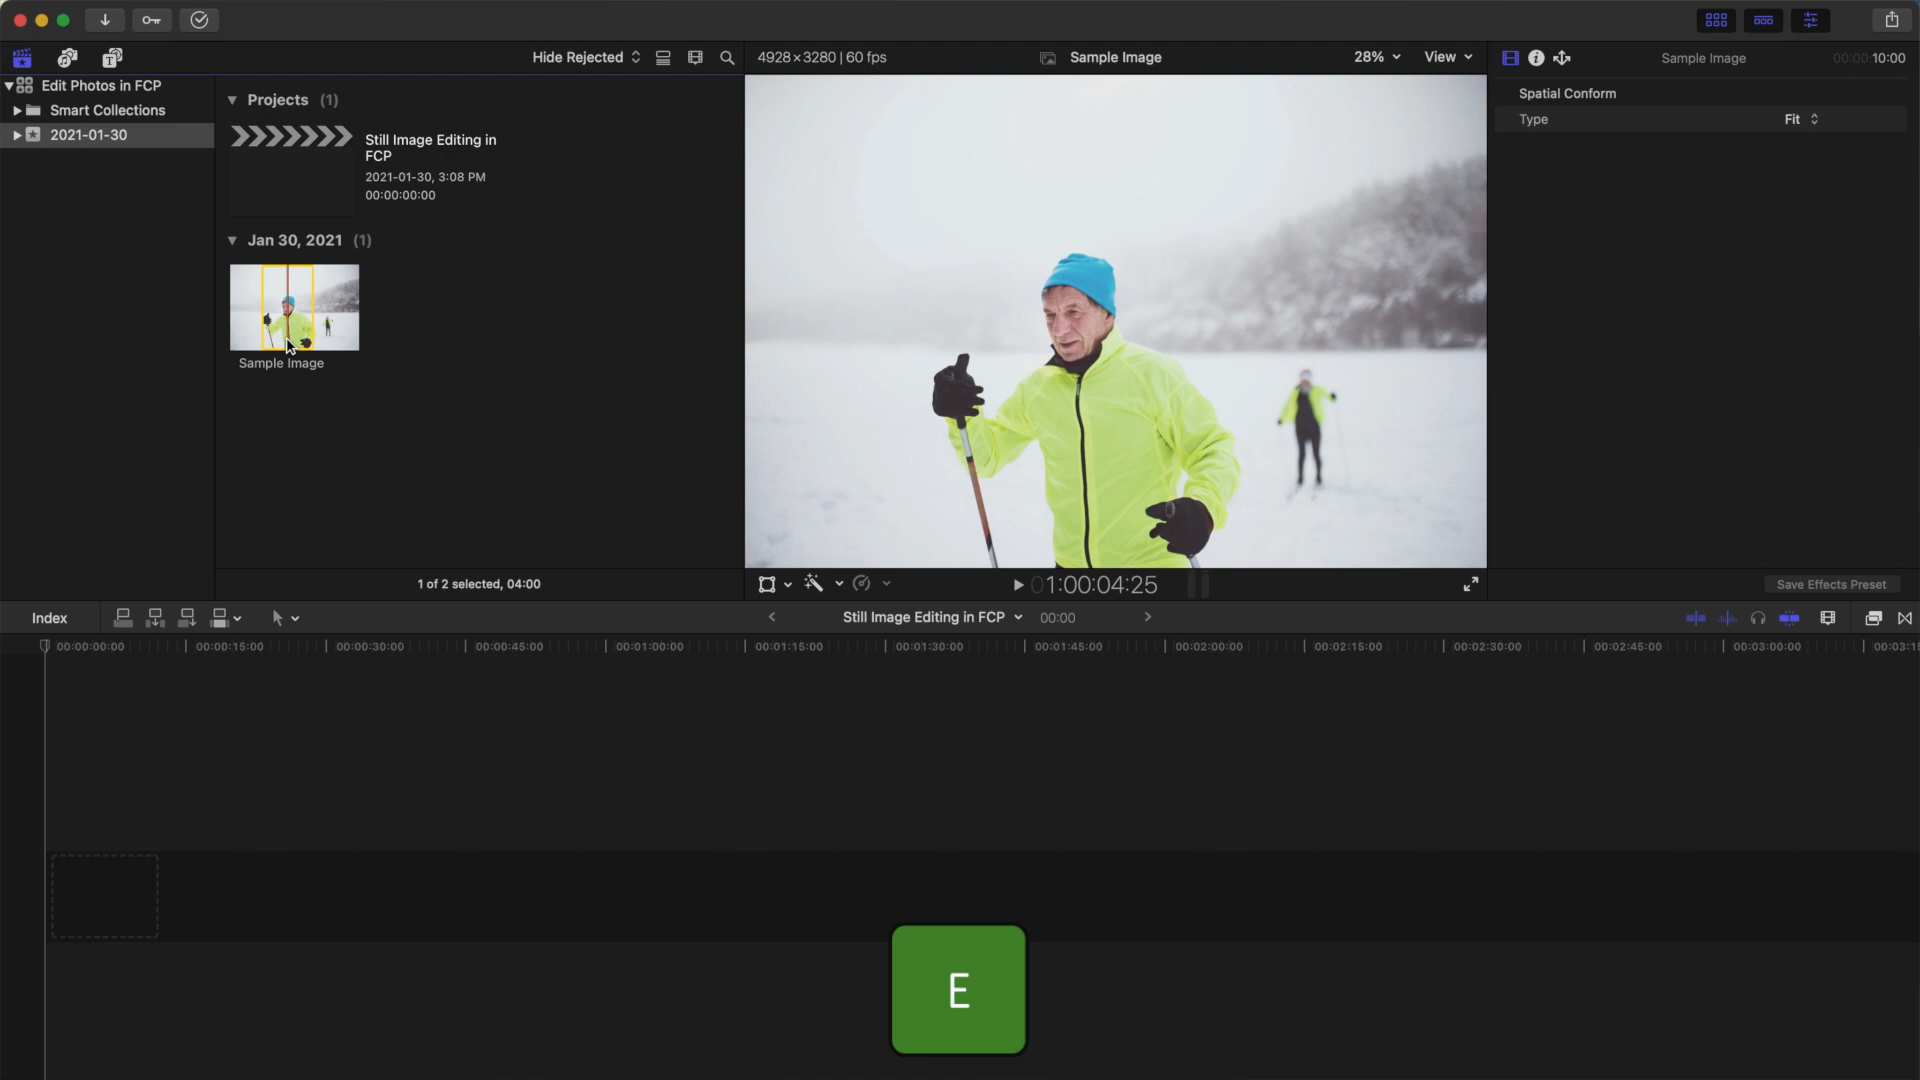 Hide Rejected
4928×3280 | 60 fps
Sample Image
28%
View
Sample Image
00:00:10:00
Edit Photos in FCP
Smart Collections
2021-01-30
Projects (1)
Still Image Editing in
FCP
2021-01-30, 3:08 PM
00:00:00:00
Jan 30, 2021 (1)
Sample Image
Spatial Conform
Type
Fit
1 of 2 selected, 04:00
01:00:04:25
Save Effects Preset
Index
Still Image Editing in FCP
00:00
00:00:00:00
00:00:15:00
00:00:30:00
00:00:45:00
00:01:00:00
00:01:15:00
00:01:30:00
00:01:45:00
00:02:00:00
00:02:15:00
00:02:30:00
00:02:45:00
00:03:00:00
E